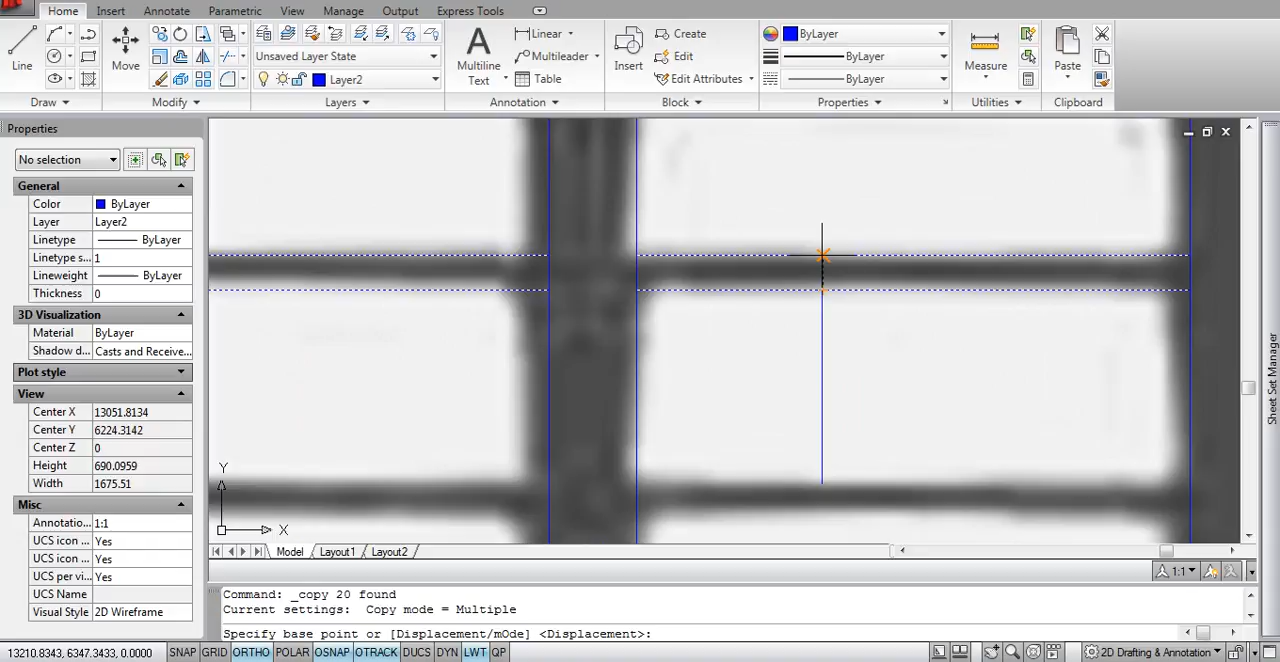 Home Insert Annotate Parametric View Manage Output Express Tools
Line
Move
Draw
Modify
Unsaved Layer State
Layer2
Layers
Multiline
Text
Linear
Multileader
Table
Annotation
Insert
Create
Edit
Edit Attributes
Block
ByLayer
ByLayer
ByLayer
Properties
Measure
Utilities
Paste
Clipboard
Properties
No selection
General
Color ByLayer
Layer Layer2
Linetype ByLayer
Linetype s... 1
Lineweight ByLayer
Thickness 0
3D Visualization
Material ByLayer
Shadow d... Casts and Receive...
Plot style
View
Center X 13051.8134
Center Y 6224.3142
Center Z 0
Height 690.0959
Width 1675.51
Misc
Annotatio... 1:1
UCS icon ... Yes
UCS icon ... Yes
UCS per vi... Yes
UCS Name
Visual Style 2D Wireframe
Y
X
Model Layout1 Layout2
1:1
Sheet Set Manager
Command: _copy 20 found
Current settings:  Copy mode = Multiple
Specify base point or [Displacement/mOde] <Displacement>:
13210.8343, 6347.3433, 0.0000 SNAP GRID ORTHO POLAR OSNAP OTRACK DUCS DYN LWT QP 2D Drafting & Annotation